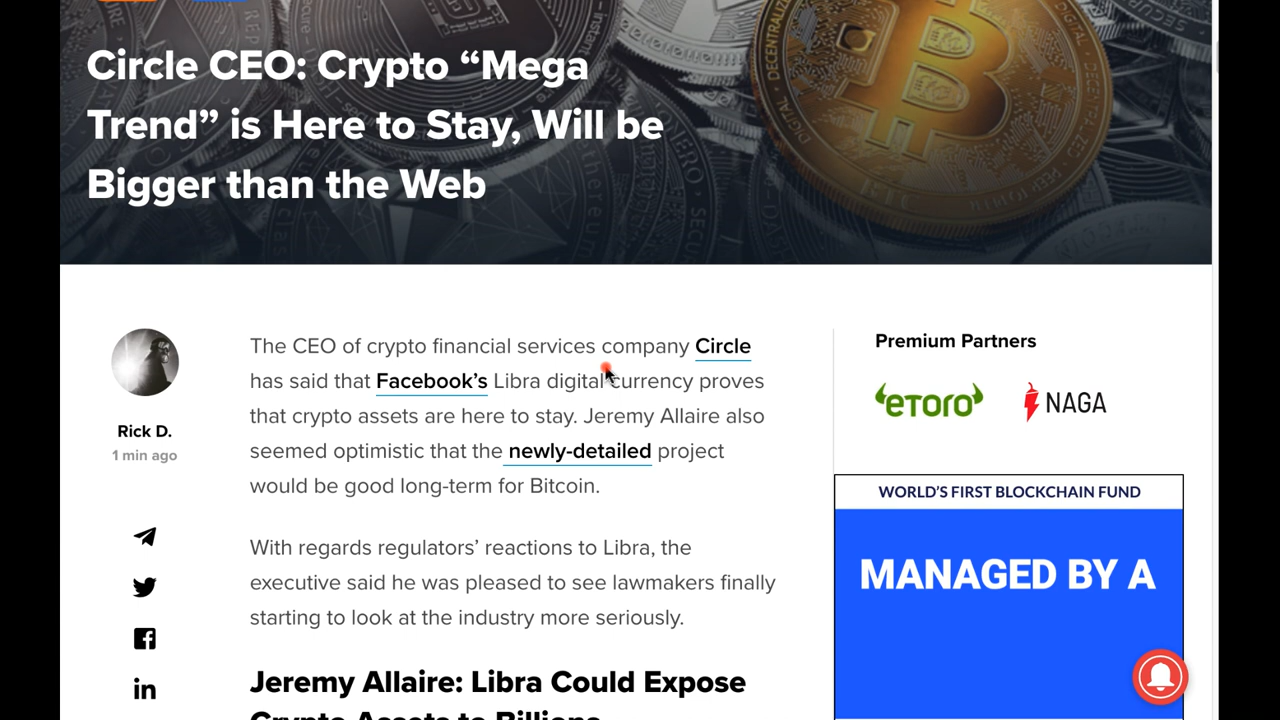 Circle CEO: Crypto “Mega
Trend” is Here to Stay, Will be
Bigger than the Web
The CEO of crypto financial services company Circle
has said that Facebook’s Libra digital currency proves
that crypto assets are here to stay. Jeremy Allaire also
seemed optimistic that the newly-detailed project
would be good long-term for Bitcoin.
With regards regulators’ reactions to Libra, the
executive said he was pleased to see lawmakers finally
starting to look at the industry more seriously.
Jeremy Allaire: Libra Could Expose
Crypto Assets to Billions
Rick D.
1 min ago
Premium Partners
eToro
NAGA
WORLD’S FIRST BLOCKCHAIN FUND
MANAGED BY A